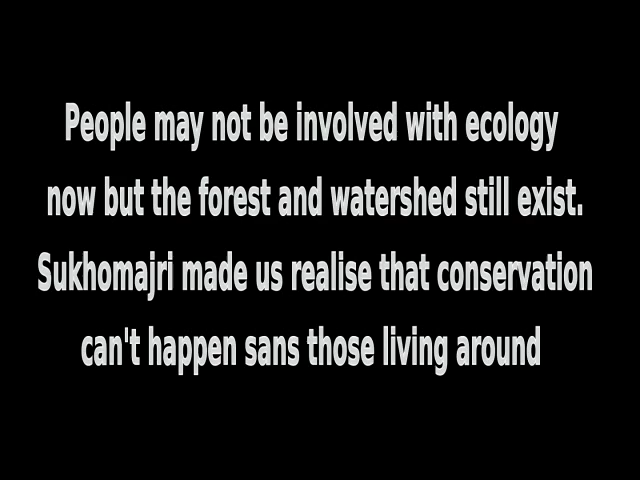 People may not be involved with ecology
now but the forest and watershed still exist.
Sukhomajri made us realise that conservation
can't happen sans those living around